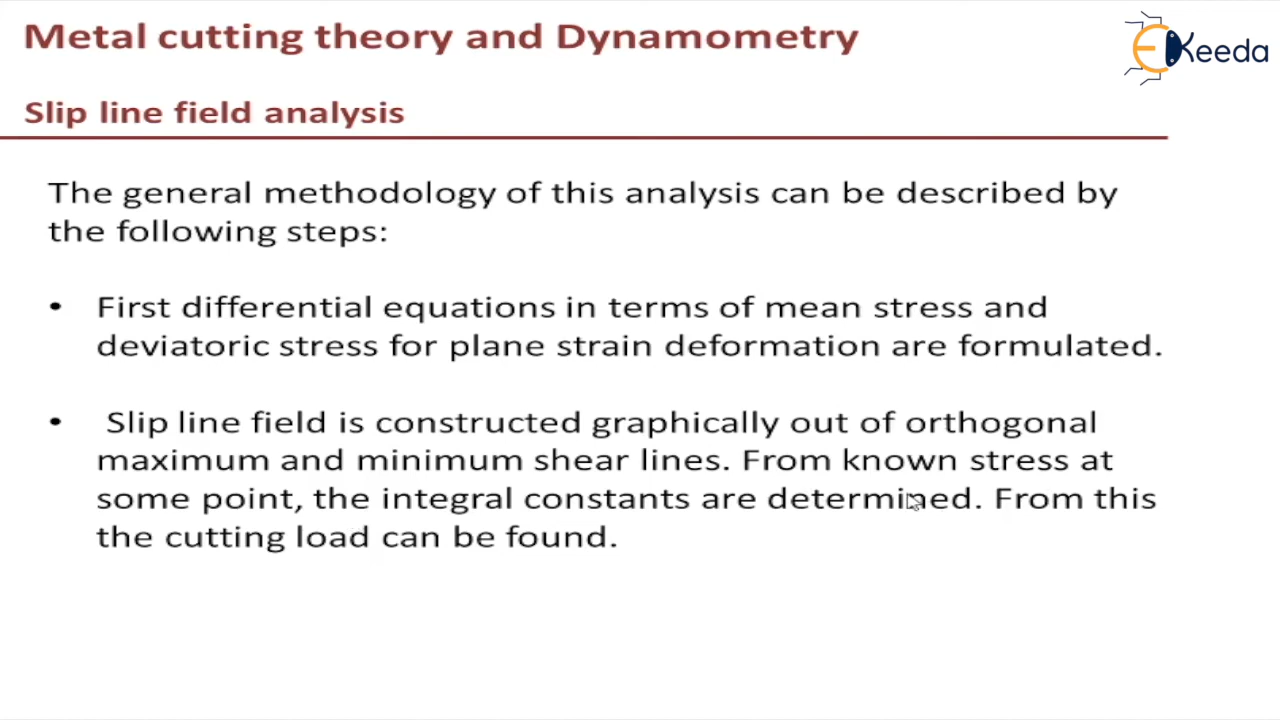 Metal cutting theory and Dynamometry
EKeeda
Slip line field analysis
The general methodology of this analysis can be described by
the following steps:
• First differential equations in terms of mean stress and
deviatoric stress for plane strain deformation are formulated.
• Slip line field is constructed graphically out of orthogonal
maximum and minimum shear lines. From known stress at
some point, the integral constants are determined. From this
the cutting load can be found.